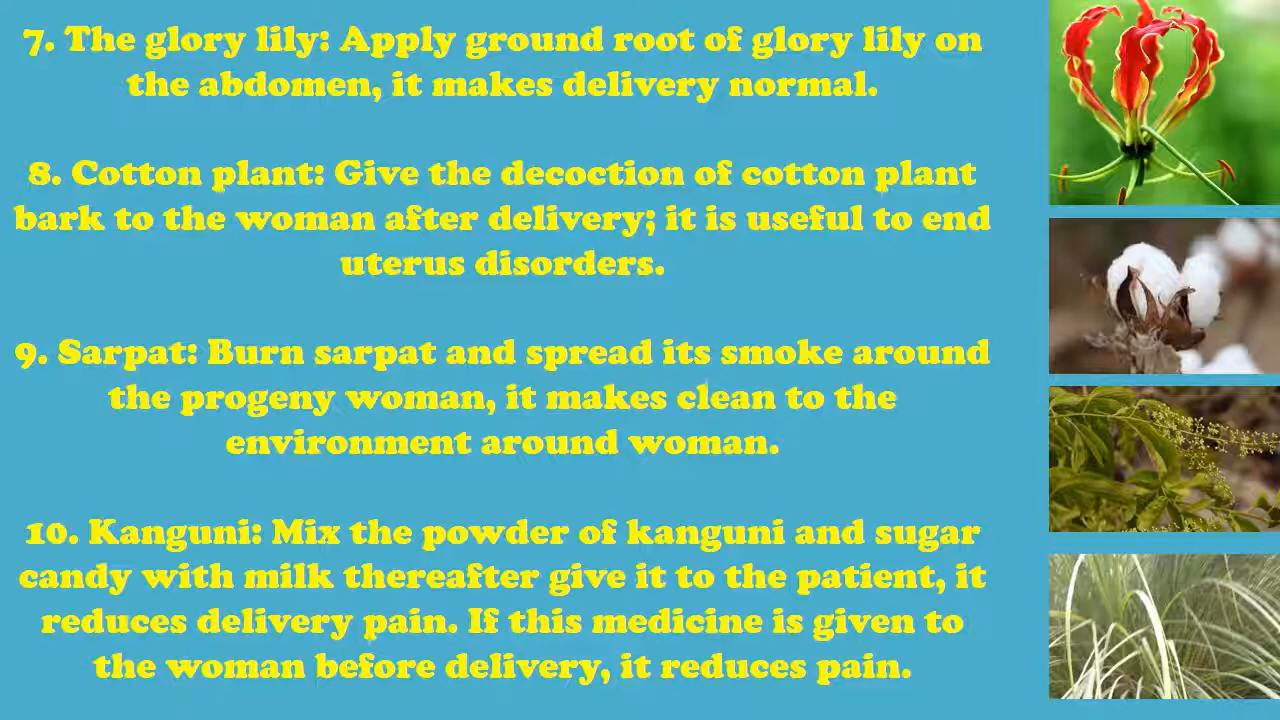 7. The glory lily: Apply ground root of glory lily on
the abdomen, it makes delivery normal.
8. Cotton plant: Give the decoction of cotton plant
bark to the woman after delivery; it is useful to end
uterus disorders.
9. Sarpat: Burn sarpat and spread its smoke around
the progeny woman, it makes clean to the
environment around woman.
10. Kanguni: Mix the powder of kanguni and sugar
candy with milk thereafter give it to the patient, it
reduces delivery pain. If this medicine is given to
the woman before delivery, it reduces pain.